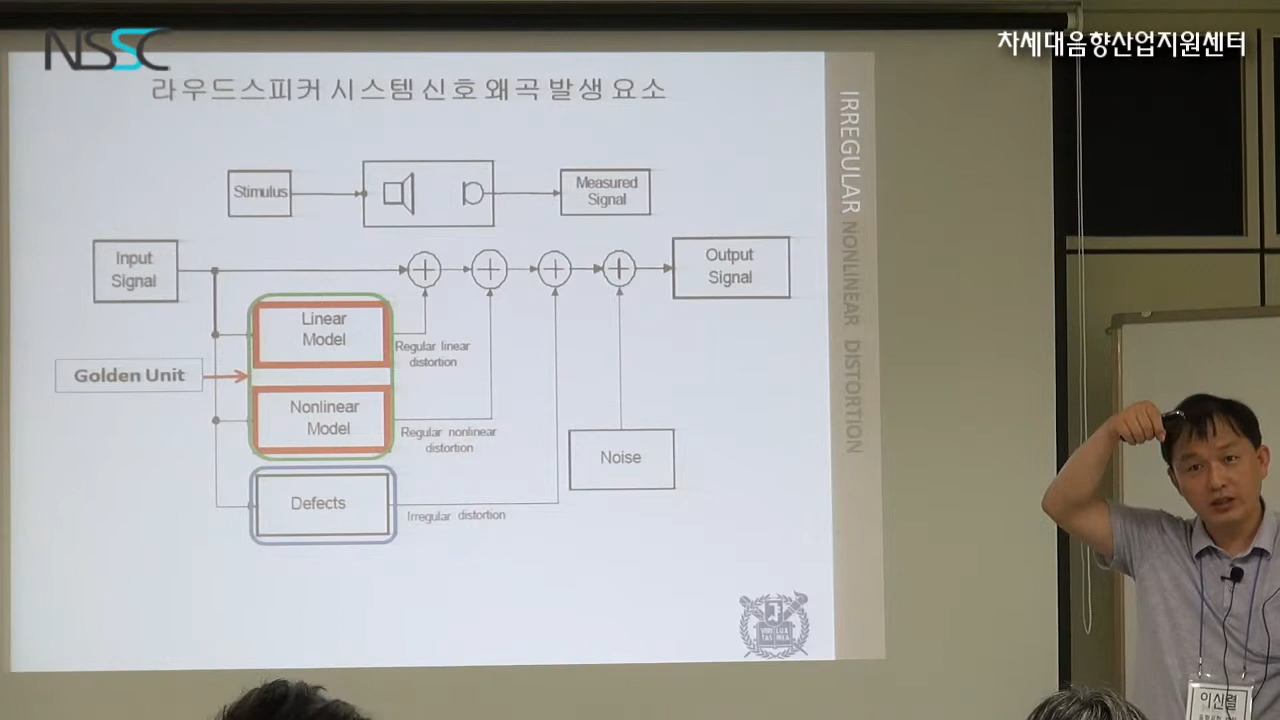 NSSC
차세대음향산업지원센터
라우드스피커 시스템 신호 왜곡 발생 요소
IRREGULAR NONLINEAR DISTORTION
Stimulus
Measured
Signal
Input
Signal
Output
Signal
Linear
Model
Regular linear
distortion
Golden Unit
Nonlinear
Model
Regular nonlinear
distortion
Noise
Defects
Irregular distortion
이신렬